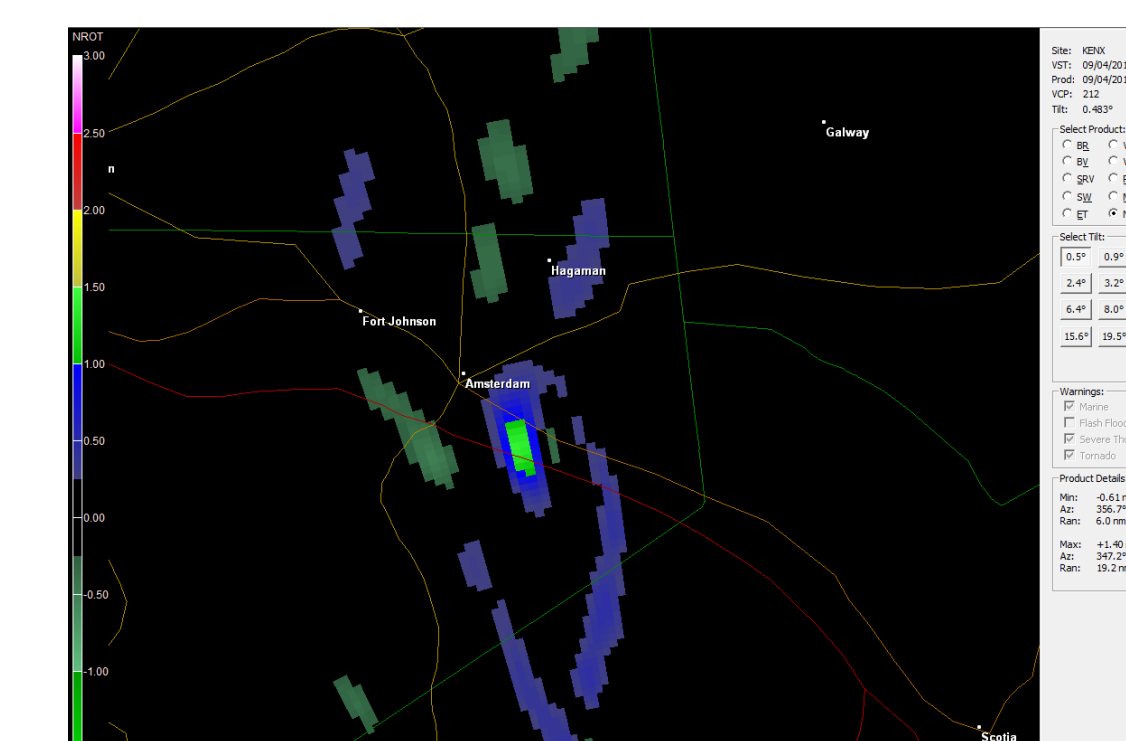 NROT
3.00
2.50
2.00
1.50
1.00
0.50
0.00
-0.50
-1.00
n
Galway
Hagaman
Fort Johnson
Amsterdam
Scotia
Site: KENX
VST: 09/04/201
Prod: 09/04/201
VCP: 212
Tilt: 0.483°
Select Product:
BR
BV
SRV
SW
ET
Select Tilt:
0.5° 0.9°
2.4° 3.2°
6.4° 8.0°
15.6° 19.5°
Warnings:
Marine
Flash Flood
Severe Thu
Tornado
Product Details
Min: -0.61
Az: 356.7°
Ran: 6.0 nm
Max: +1.40
Az: 347.2°
Ran: 19.2